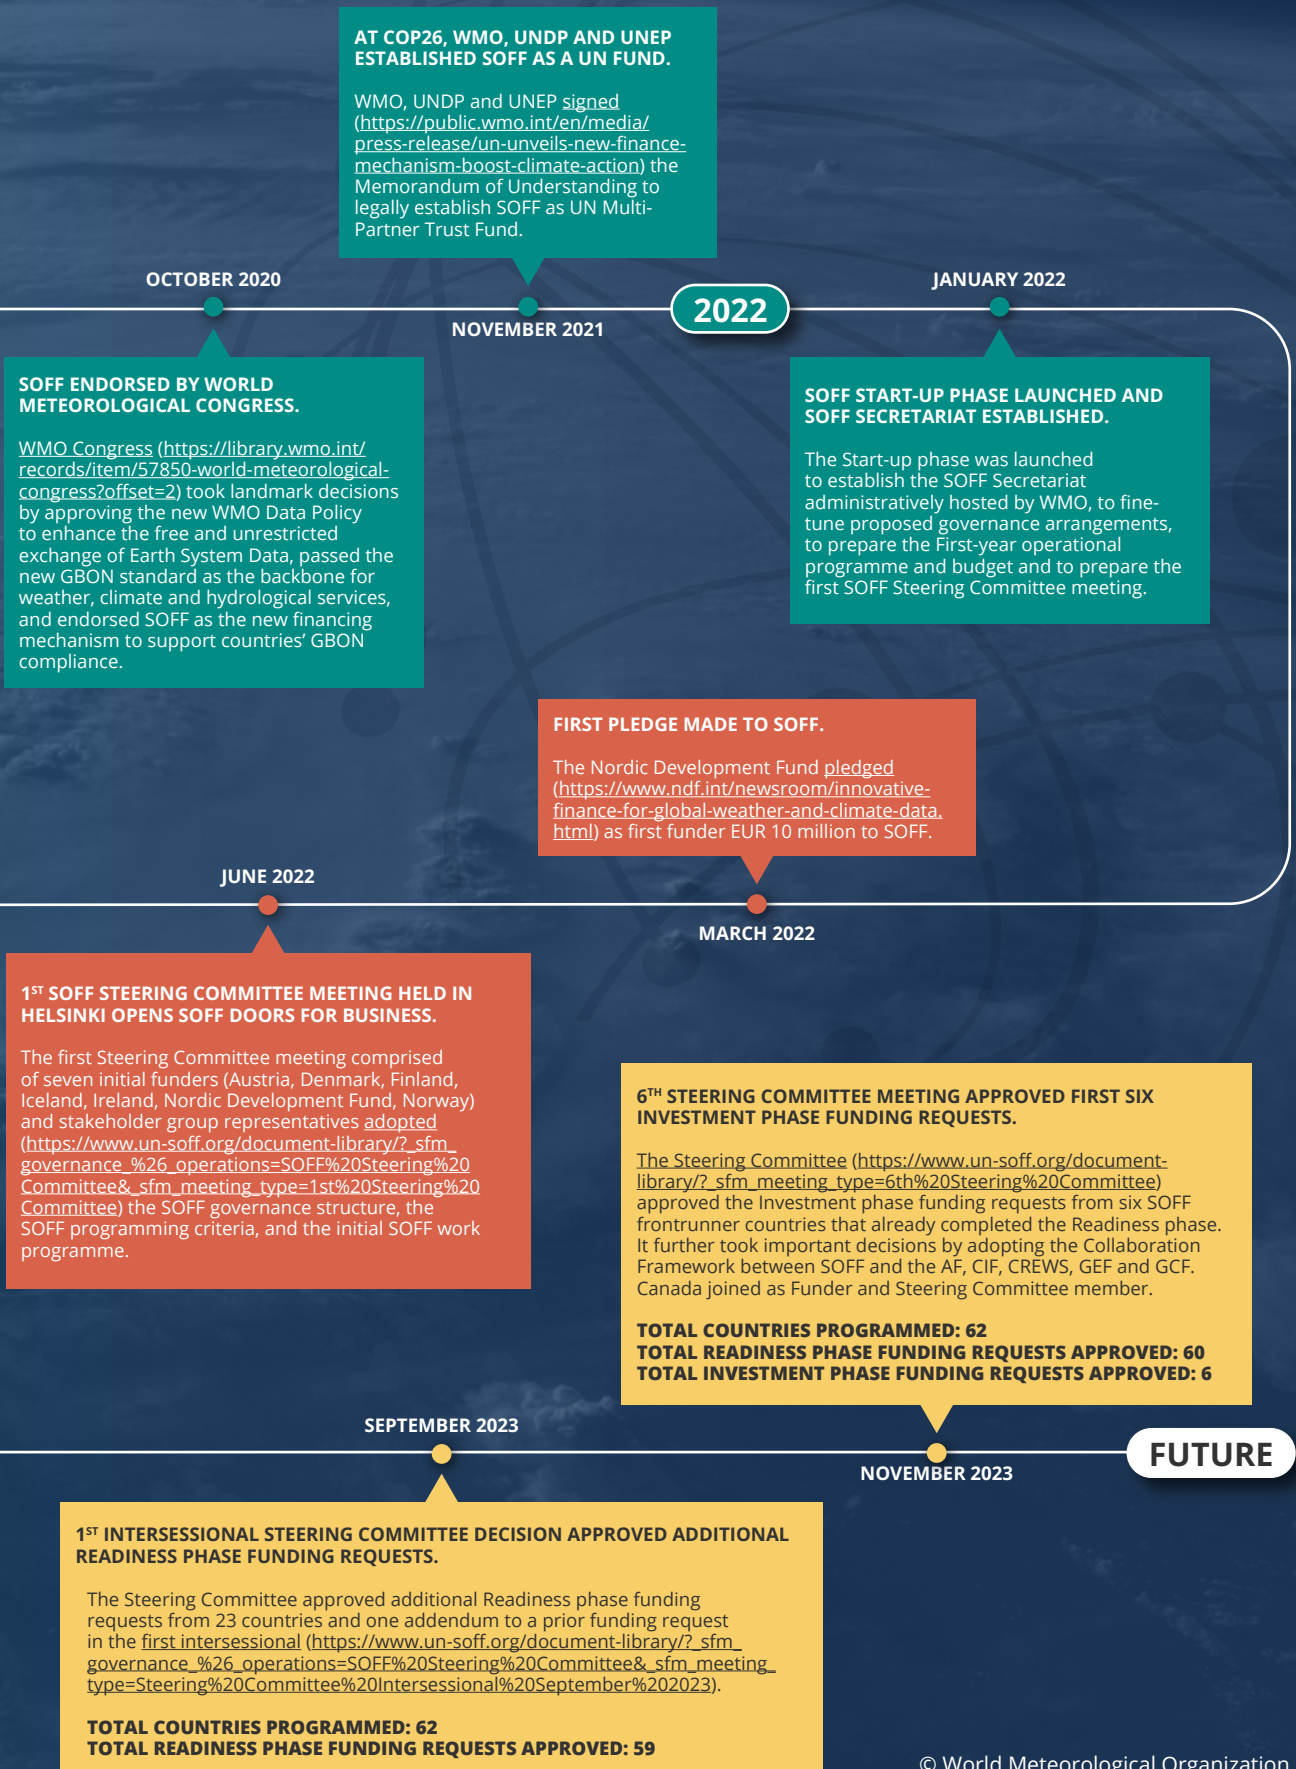 AT COP26, WMO, UNDP AND UNEP
ESTABLISHED SOFF AS A UN FUND.
WMO, UNDP and UNEP signed
(https://public.wmo.int/en/media/
press-release/un-unveils-new-finance-
mechanism-boost-climate-action) the
Memorandum of Understanding to
legally establish SOFF as UN Multi-
Partner Trust Fund.
OCTOBER 2020
NOVEMBER 2021
2022
JANUARY 2022
SOFF ENDORSED BY WORLD
METEOROLOGICAL CONGRESS.
WMO Congress (https://library.wmo.int/
records/item/57850-world-meteorological-
congress?offset=2) took landmark decisions
by approving the new WMO Data Policy
to enhance the free and unrestricted
exchange of Earth System Data, passed the
new GBON standard as the backbone for
weather, climate and hydrological services,
and endorsed SOFF as the new financing
mechanism to support countries’ GBON
compliance.
SOFF START-UP PHASE LAUNCHED AND
SOFF SECRETARIAT ESTABLISHED.
The Start-up phase was launched
to establish the SOFF Secretariat
administratively hosted by WMO, to fine-
tune proposed governance arrangements,
to prepare the First-year operational
programme and budget and to prepare the
first SOFF Steering Committee meeting.
FIRST PLEDGE MADE TO SOFF.
The Nordic Development Fund pledged
(https://www.ndf.int/newsroom/innovative-
finance-for-global-weather-and-climate-data.
html) as first funder EUR 10 million to SOFF.
JUNE 2022
MARCH 2022
1ST SOFF STEERING COMMITTEE MEETING HELD IN
HELSINKI OPENS SOFF DOORS FOR BUSINESS.
The first Steering Committee meeting comprised
of seven initial funders (Austria, Denmark, Finland,
Iceland, Ireland, Nordic Development Fund, Norway)
and stakeholder group representatives adopted
(https://www.un-soff.org/document-library/?_sfm_
governance_%26_operations=SOFF%20Steering%20
Committee&_sfm_meeting_type=1st%20Steering%20
Committee) the SOFF governance structure, the
SOFF programming criteria, and the initial SOFF work
programme.
6TH STEERING COMMITTEE MEETING APPROVED FIRST SIX
INVESTMENT PHASE FUNDING REQUESTS.
The Steering Committee (https://www.un-soff.org/document-
library/?_sfm_meeting_type=6th%20Steering%20Committee)
approved the Investment phase funding requests from six SOFF
frontrunner countries that already completed the Readiness phase.
It further took important decisions by adopting the Collaboration
Framework between SOFF and the AF, CIF, CREWS, GEF and GCF.
Canada joined as Funder and Steering Committee member.
TOTAL COUNTRIES PROGRAMMED: 62
TOTAL READINESS PHASE FUNDING REQUESTS APPROVED: 60
TOTAL INVESTMENT PHASE FUNDING REQUESTS APPROVED: 6
SEPTEMBER 2023
NOVEMBER 2023
FUTURE
1ST INTERSESSIONAL STEERING COMMITTEE DECISION APPROVED ADDITIONAL
READINESS PHASE FUNDING REQUESTS.
The Steering Committee approved additional Readiness phase funding
requests from 23 countries and one addendum to a prior funding request
in the first intersessional (https://www.un-soff.org/document-library/?_sfm_
governance_%26_operations=SOFF%20Steering%20Committee&_sfm_meeting_
type=Steering%20Committee%20Intersessional%20September%202023).
TOTAL COUNTRIES PROGRAMMED: 62
TOTAL READINESS PHASE FUNDING REQUESTS APPROVED: 59
© World Meteorological Organization